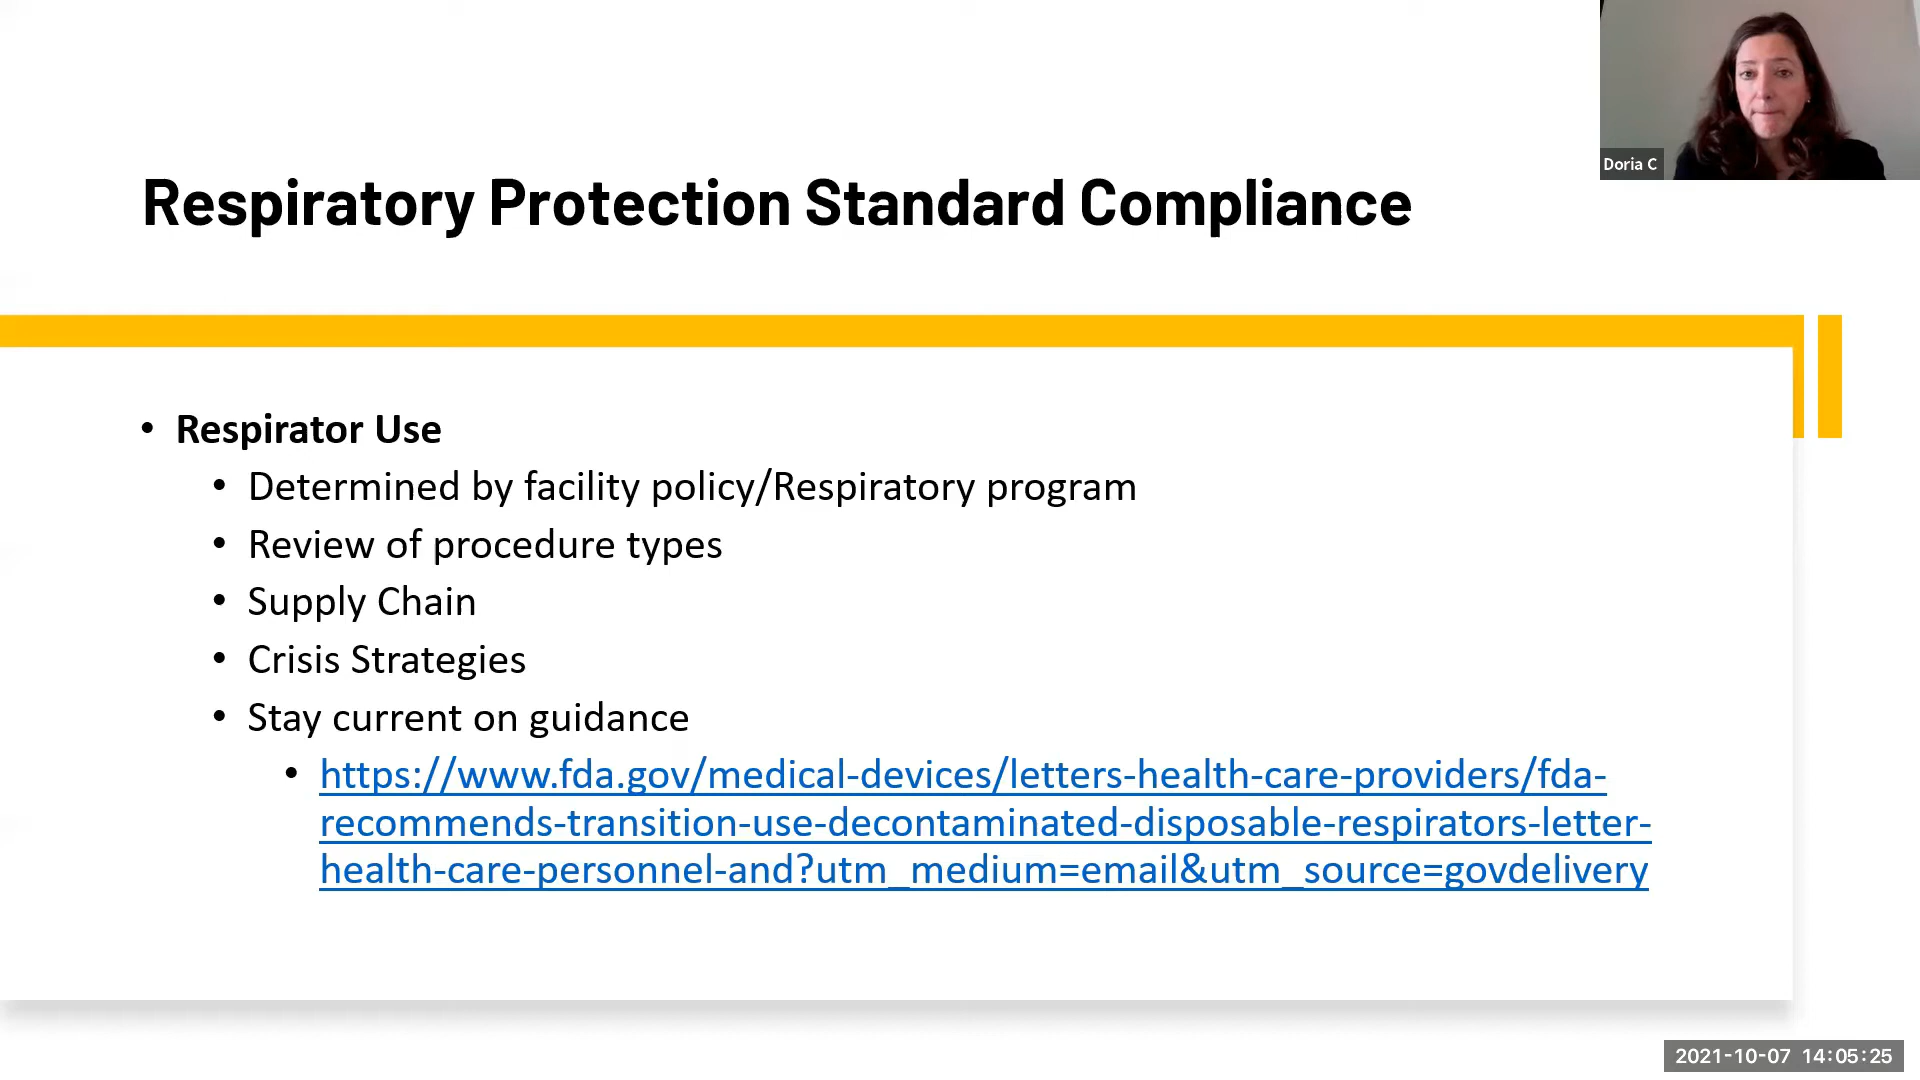 Doria C
Respiratory Protection Standard Compliance
• Respirator Use
• Determined by facility policy/Respiratory program
• Review of procedure types
• Supply Chain
• Crisis Strategies
• Stay current on guidance
• https://www.fda.gov/medical-devices/letters-health-care-providers/fda-
recommends-transition-use-decontaminated-disposable-respirators-letter-
health-care-personnel-and?utm_medium=email&utm_source=govdelivery
2021-10-07 14:05:25